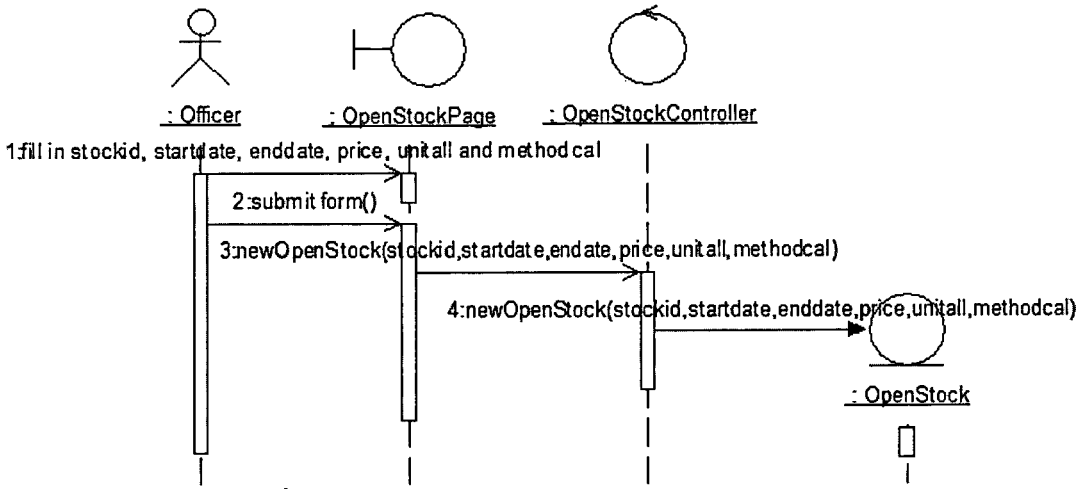 : Officer
: OpenStockPage
: OpenStockController
1:fill in stockid, startdate, enddate, price, unitall and methodcal
2:submit form()
3:newOpenStock(stockid,startdate,endate,price,unitall,methodcal)
4:newOpenStock(stockid,startdate,enddate,price,unitall,methodcal)
: OpenStock